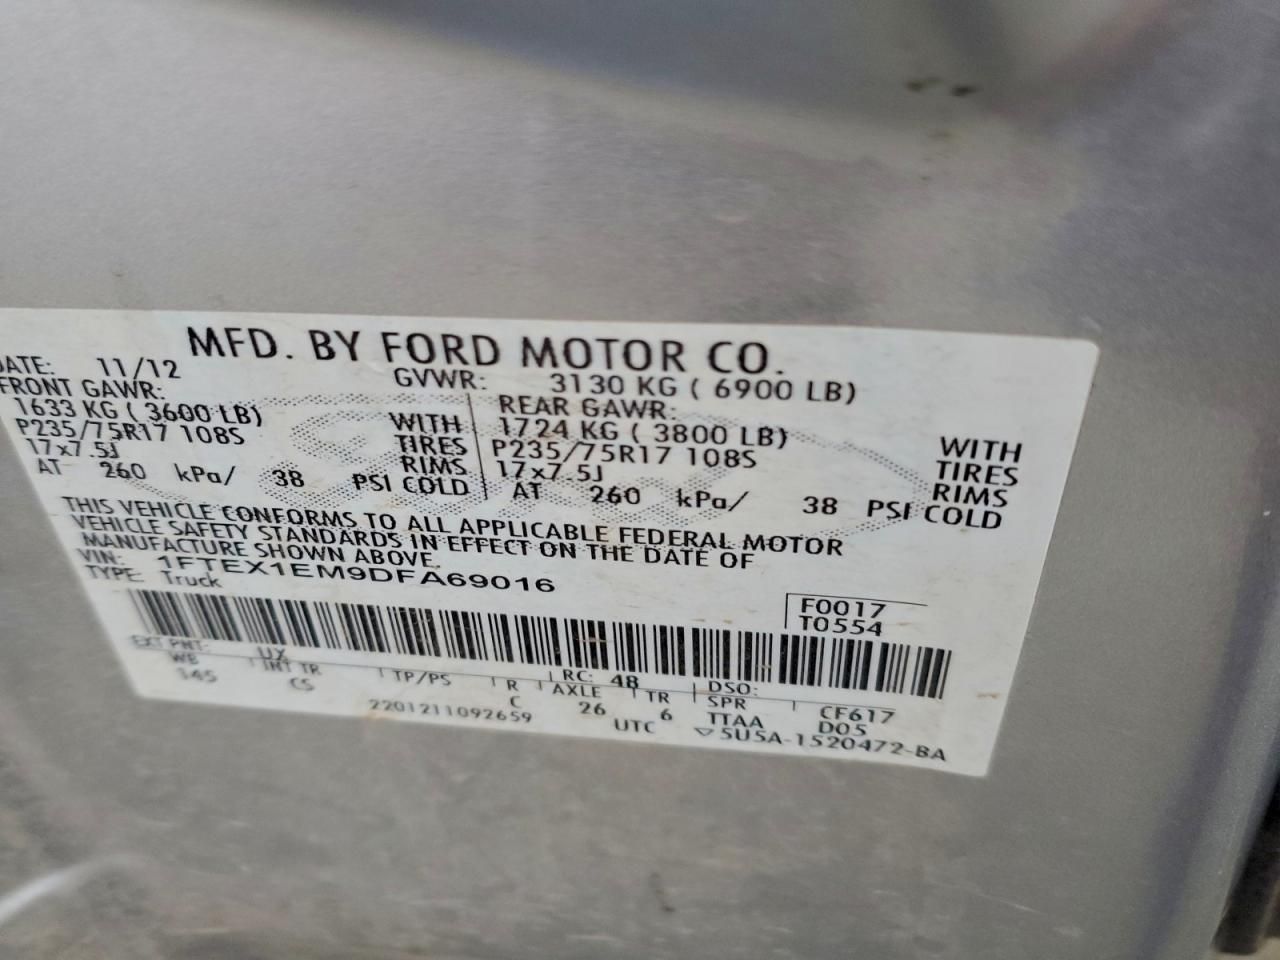 MFD. BY FORD MOTOR CO.
DATE: 11/12 GVWR: 3130 KG ( 6900 LB)
FRONT GAWR: REAR GAWR:
1633 KG ( 3600 LB) WITH 1724 KG ( 3800 LB) WITH
P235/75R17 108S TIRES P235/75R17 108S TIRES
17x7.5J RIMS 17x7.5J RIMS
AT 260 kPa/ 38 PSI COLD AT 260 kPa/ 38 PSI COLD
THIS VEHICLE CONFORMS TO ALL APPLICABLE FEDERAL MOTOR
VEHICLE SAFETY STANDARDS IN EFFECT ON THE DATE OF
MANUFACTURE SHOWN ABOVE.
VIN: 1FTEX1EM9DFA69016
TYPE: Truck
F0017
T0554
EXT PNT: UX RC: 48 DSO:
WB INT TR TP/PS R AXLE TR SPR CF617
145 CS C 26 6 TTAA D05
2201211092659 UTC ▽5U5A-1520472-BA